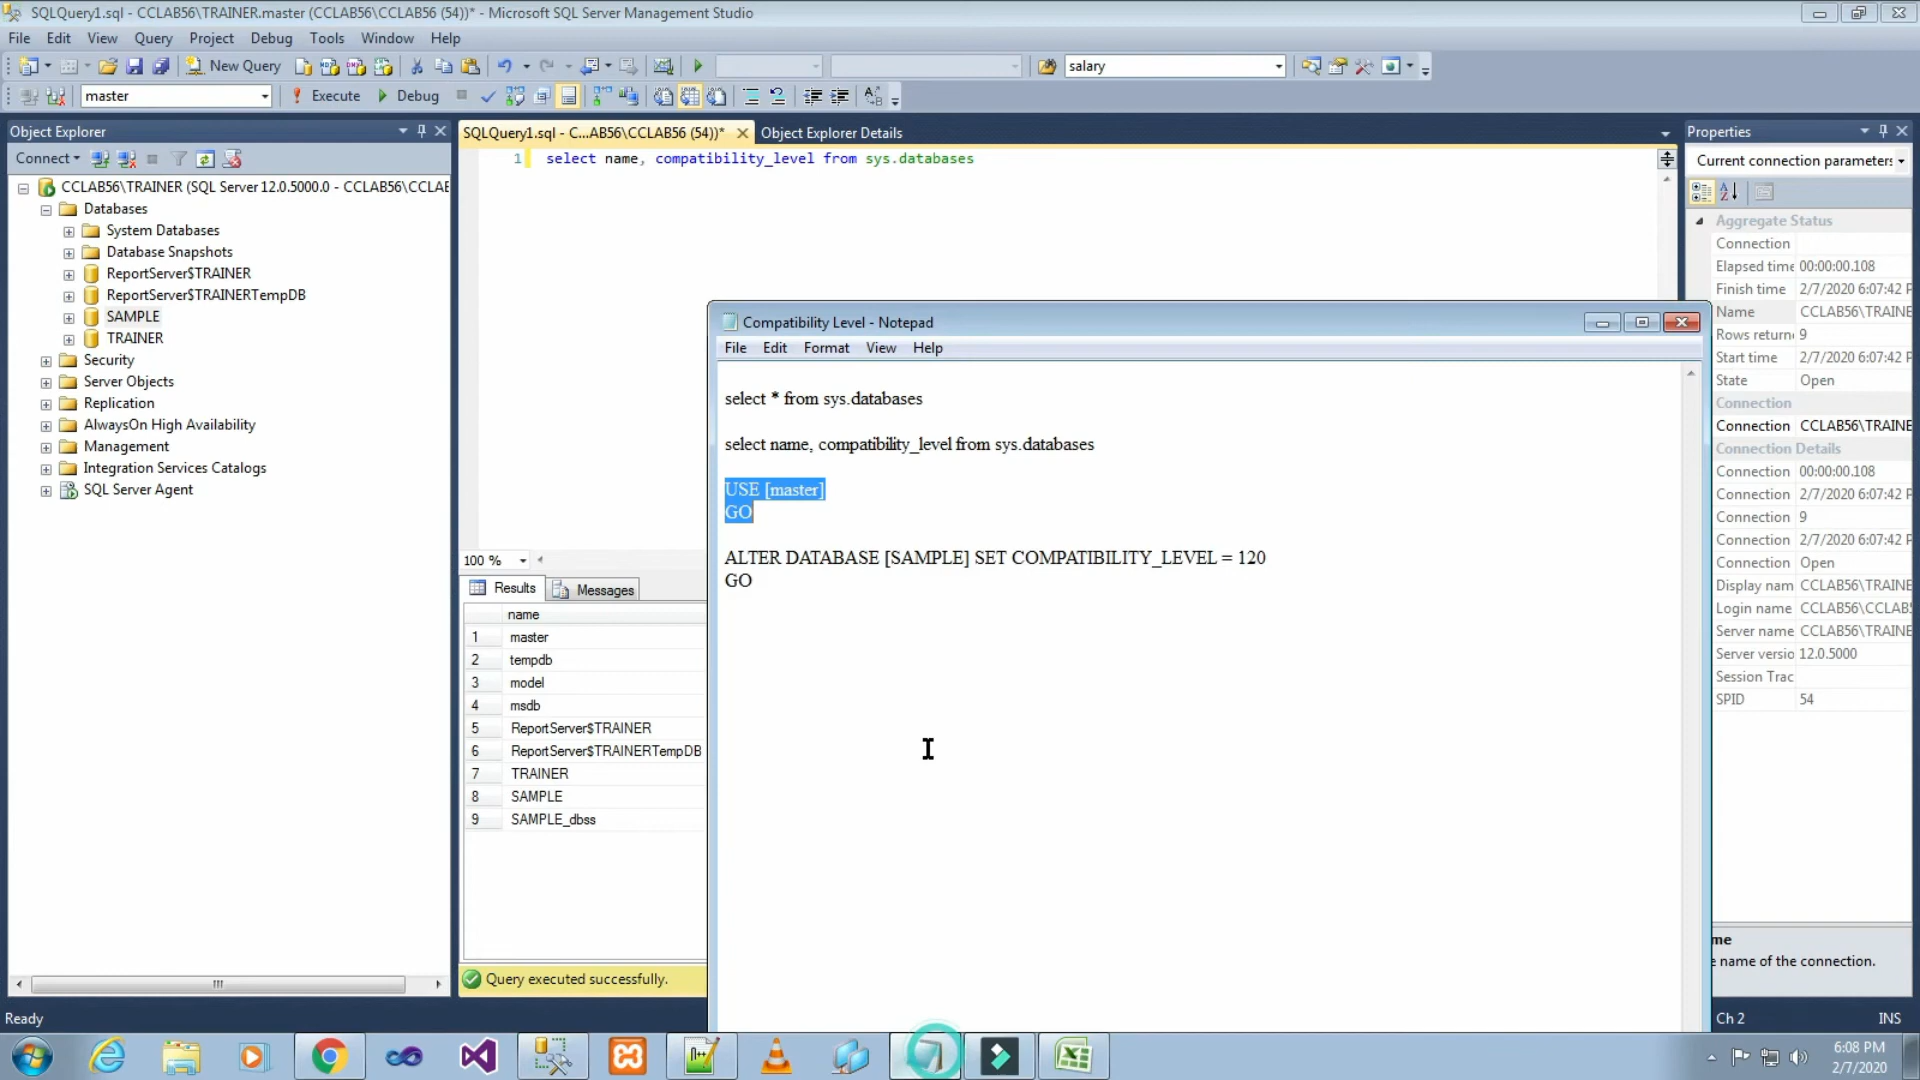 SQLQuery1.sql - CCLAB56\TRAINER.master (CCLAB56\CCLAB56 (54))* - Microsoft SQL Server Management Studio
File Edit View Query Project Debug Tools Window Help
New Query salary
master Execute Debug
Object Explorer
Connect
CCLAB56\TRAINER (SQL Server 12.0.5000.0 - CCLAB56\CCLAE
Databases
System Databases
Database Snapshots
ReportServer$TRAINER
ReportServer$TRAINERTempDB
SAMPLE
TRAINER
Security
Server Objects
Replication
AlwaysOn High Availability
Management
Integration Services Catalogs
SQL Server Agent
SQLQuery1.sql - C...AB56\CCLAB56 (54))* Object Explorer Details
1 select name, compatibility_level from sys.databases
100 %
Results Messages
name
1 master
2 tempdb
3 model
4 msdb
5 ReportServer$TRAINER
6 ReportServer$TRAINERTempDB
7 TRAINER
8 SAMPLE
9 SAMPLE_dbss
Query executed successfully.
Compatibility Level - Notepad
File Edit Format View Help
select * from sys.databases
select name, compatibility_level from sys.databases
USE [master]
GO
ALTER DATABASE [SAMPLE] SET COMPATIBILITY_LEVEL = 120
GO
Properties
Current connection parameters
Aggregate Status
Connection
Elapsed time 00:00:00.108
Finish time 2/7/2020 6:07:42 P
Name CCLAB56\TRAINE
Rows return 9
Start time 2/7/2020 6:07:42 P
State Open
Connection
Connection CCLAB56\TRAINE
Connection Details
Connection 00:00:00.108
Connection 2/7/2020 6:07:42 P
Connection 9
Connection 2/7/2020 6:07:42 P
Connection Open
Display nam CCLAB56\TRAINE
Login name CCLAB56\CCLAB
Server name CCLAB56\TRAINE
Server versio 12.0.5000
Session Trac
SPID 54
me
e name of the connection.
Ready Ch 2 INS
6:08 PM
2/7/2020